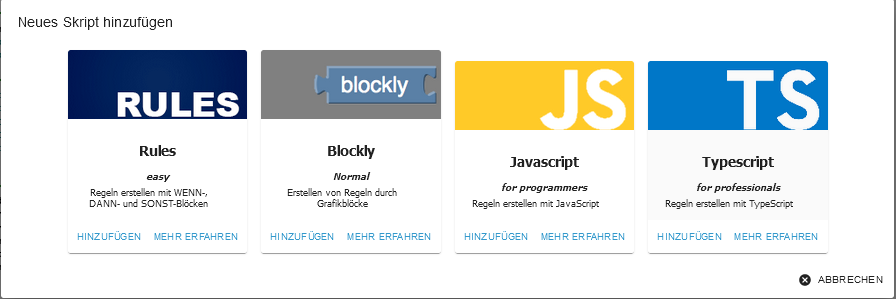 Neues Skript hinzufügen
RULES
Rules
easy
Regeln erstellen mit WENN-,
DANN- und SONST-Blöcken
HINZUFÜGEN MEHR ERFAHREN
blockly
Blockly
Normal
Erstellen von Regeln durch
Grafikblöcke
HINZUFÜGEN MEHR ERFAHREN
JS
Javascript
for programmers
Regeln erstellen mit JavaScript
HINZUFÜGEN MEHR ERFAHREN
TS
Typescript
for professionals
Regeln erstellen mit TypeScript
HINZUFÜGEN MEHR ERFAHREN
ABBRECHEN